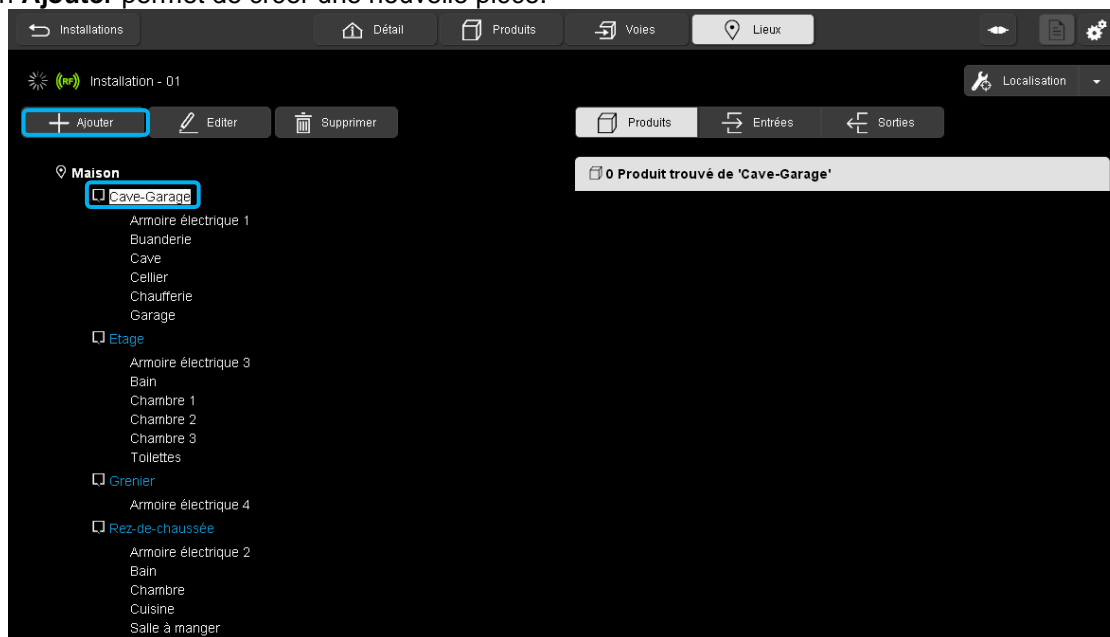 Ajouter permet de créer une nouvelle pièce.
Installations Détail Produits Voies Lieux
(RF) Installation - 01 Localisation
Ajouter Editer Supprimer Produits Entrées Sorties
Maison 0 Produit trouvé de 'Cave-Garage'
Cave-Garage
Armoire électrique 1
Buanderie
Cave
Cellier
Chaufferie
Garage
Etage
Armoire électrique 3
Bain
Chambre 1
Chambre 2
Chambre 3
Toilettes
Grenier
Armoire électrique 4
Rez-de-chaussée
Armoire électrique 2
Bain
Chambre
Cuisine
Salle à manger